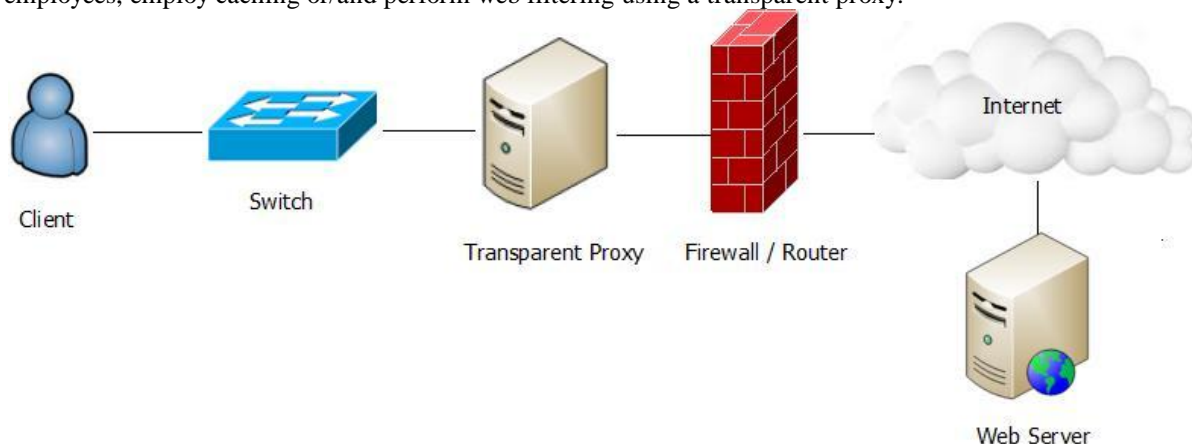 employees, employ caching or/and perform web filtering using a transparent proxy.
Internet
Switch
Client
Transparent Proxy
Firewall / Router
Web Server